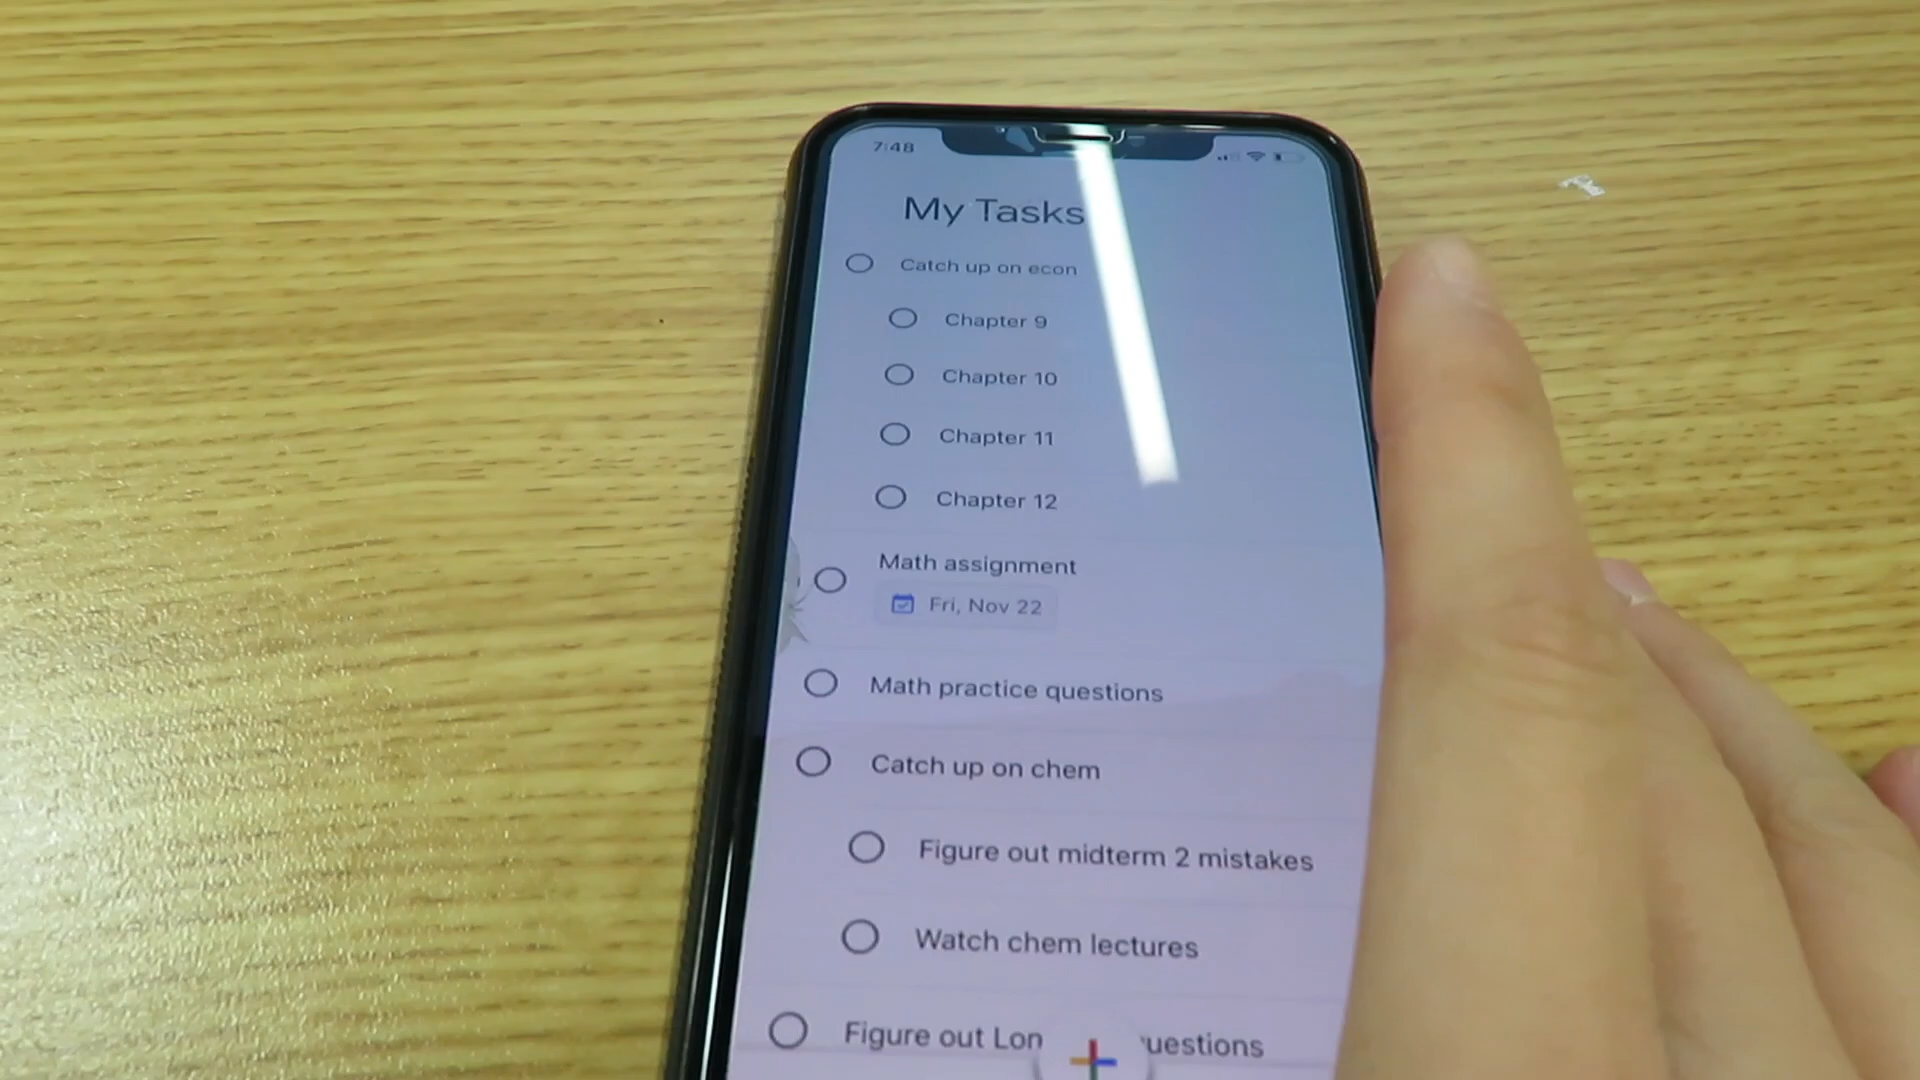 7:48
My Tasks
Catch up on econ
Chapter 9
Chapter 10
Chapter 11
Chapter 12
Math assignment
Fri, Nov 22
Math practice questions
Catch up on chem
Figure out midterm 2 mistakes
Watch chem lectures
Figure out